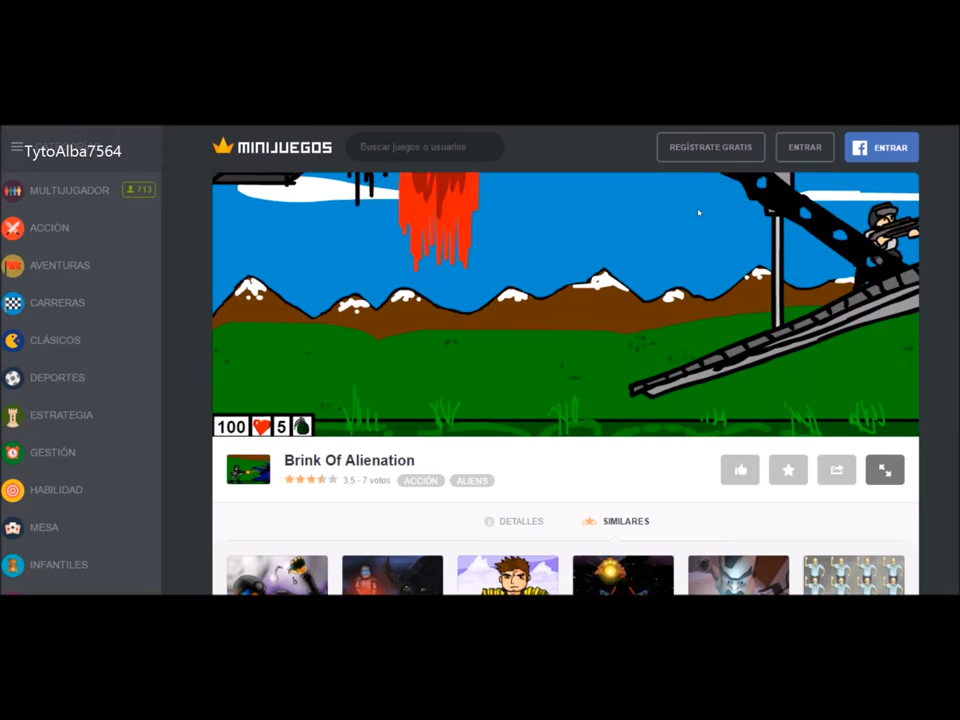 TytoAlba7564
MINIJUEGOS
Buscar juegos o usuarios
REGÍSTRATE GRATIS
ENTRAR
ENTRAR
MULTIJUGADOR
713
ACCIÓN
AVENTURAS
CARRERAS
CLÁSICOS
DEPORTES
ESTRATEGIA
GESTIÓN
HABILIDAD
MESA
INFANTILES
100 5
Brink Of Alienation
3,5 - 7 votos ACCIÓN ALIENS
DETALLES SIMILARES